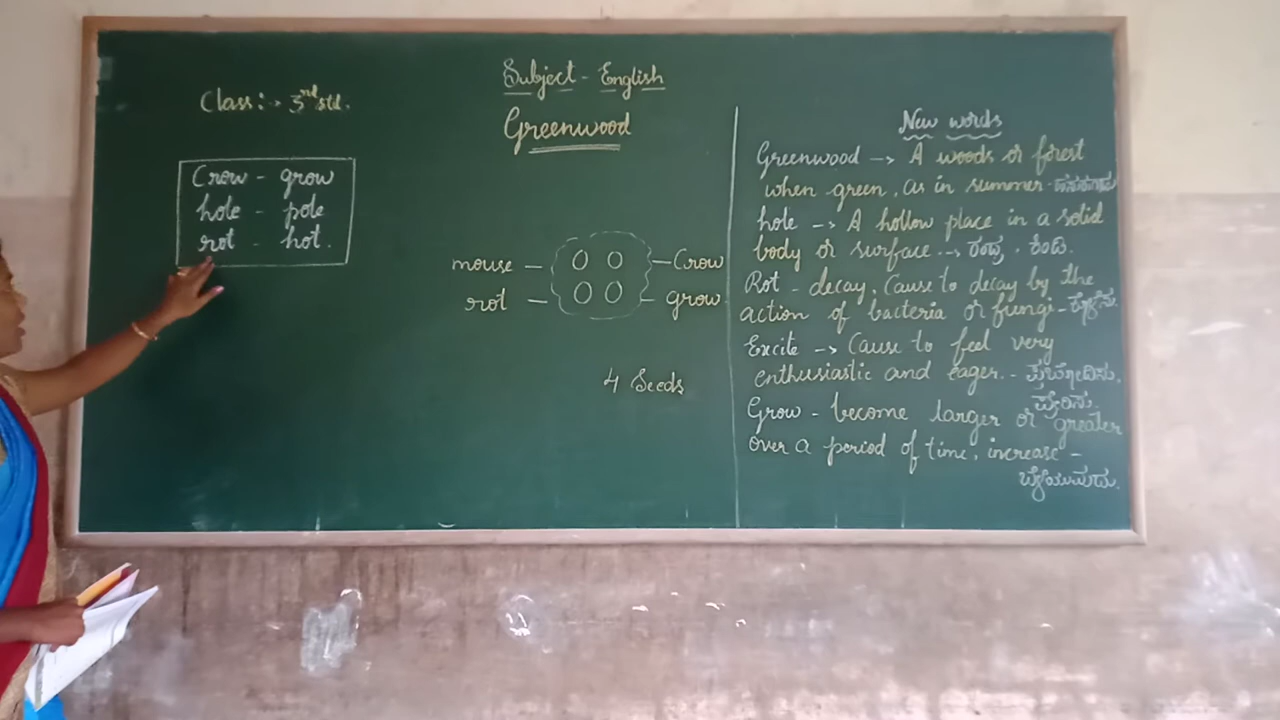 Subject - English
Class :- 3rd std.
Greenwood
Crow - grow
hole - pole
rot - hot.
mouse -
- Crow
rot -
- grow
4 Seeds
New words
Greenwood -> A woods or forest
when green, as in summer -
hole -> A hollow place in a solid
body or surface -->
Rot - decay, Cause to decay by the
action of bacteria or fungi -
Excite -> Cause to feel very
enthusiastic and eager. -
Grow - become larger or greater
over a period of time, increase -